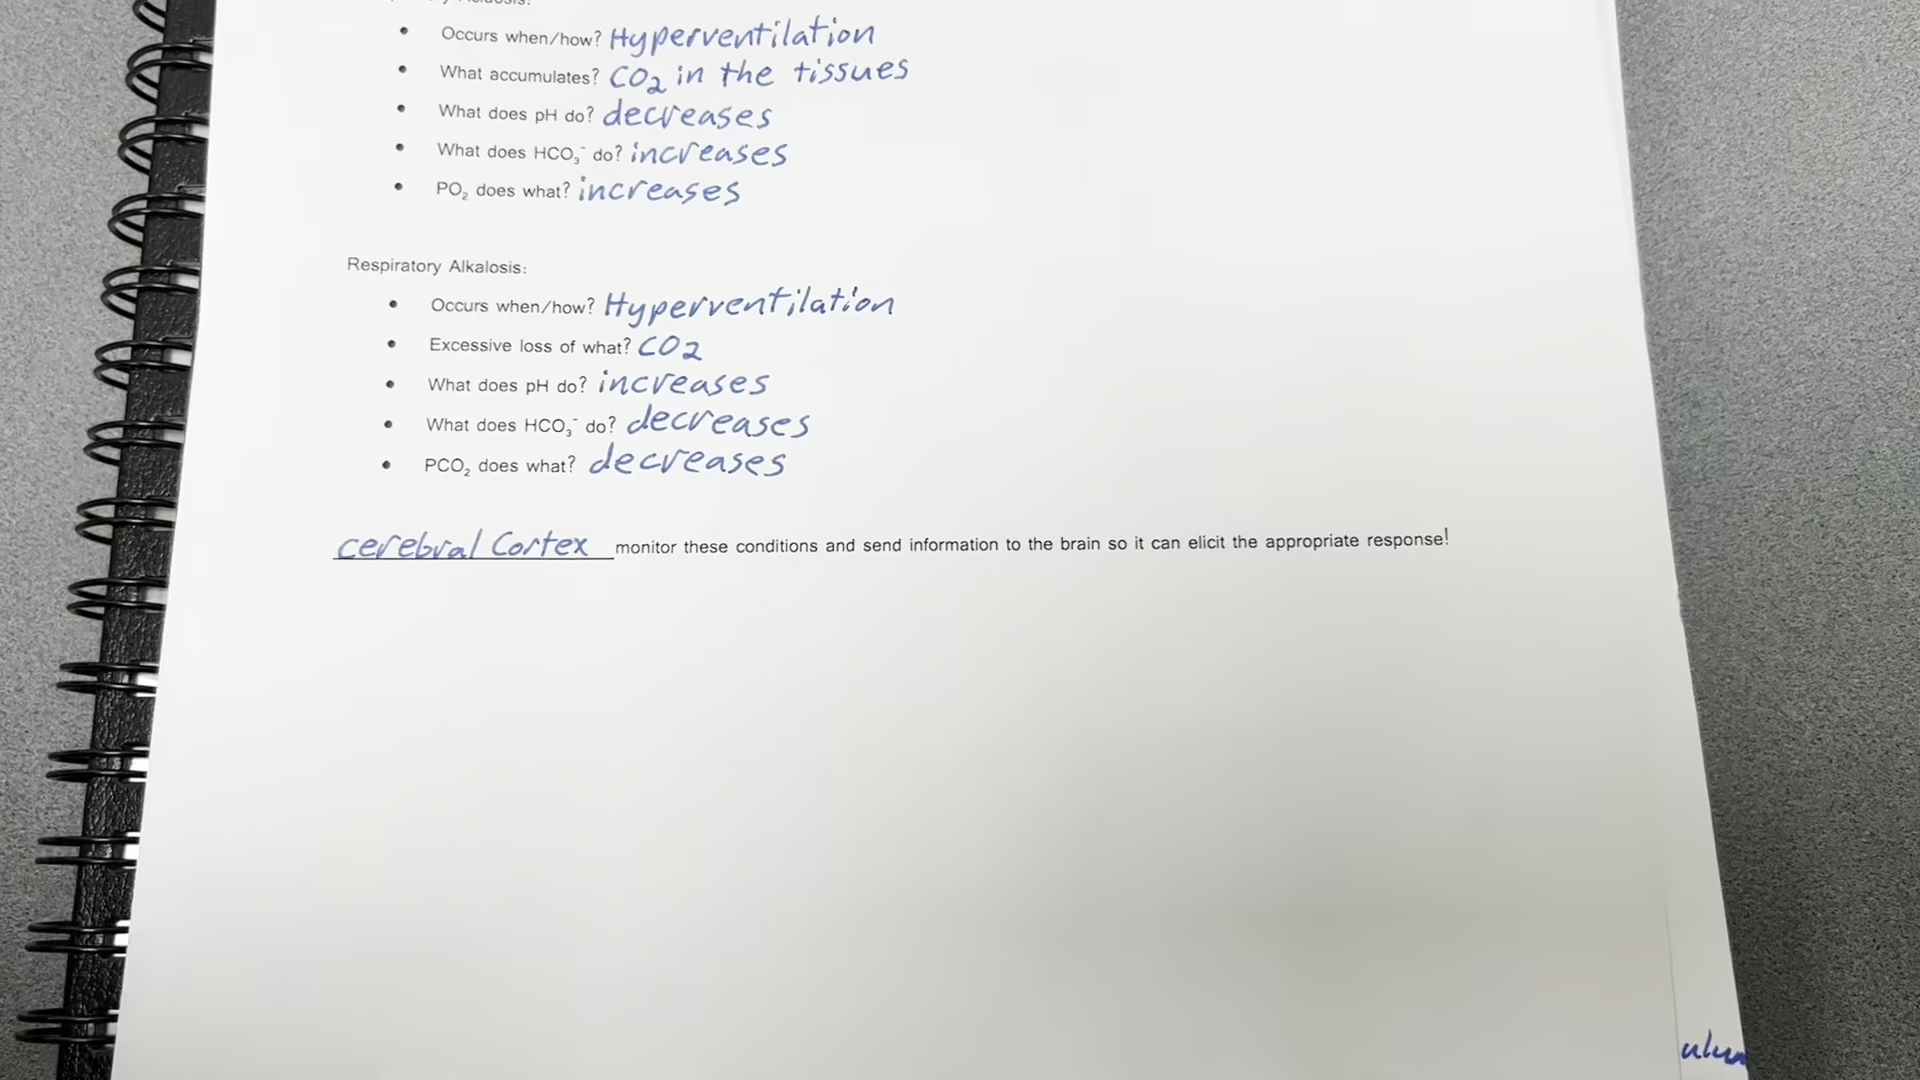 • Occurs when/how? Hyperventilation
• What accumulates? CO₂ in the tissues
• What does pH do? decreases
• What does HCO₃⁻ do? increases
• PO₂ does what? increases
Respiratory Alkalosis:
• Occurs when/how? Hyperventilation
• Excessive loss of what? CO2
• What does pH do? increases
• What does HCO₃⁻ do? decreases
• PCO₂ does what? decreases
cerebral Cortex monitor these conditions and send information to the brain so it can elicit the appropriate response!